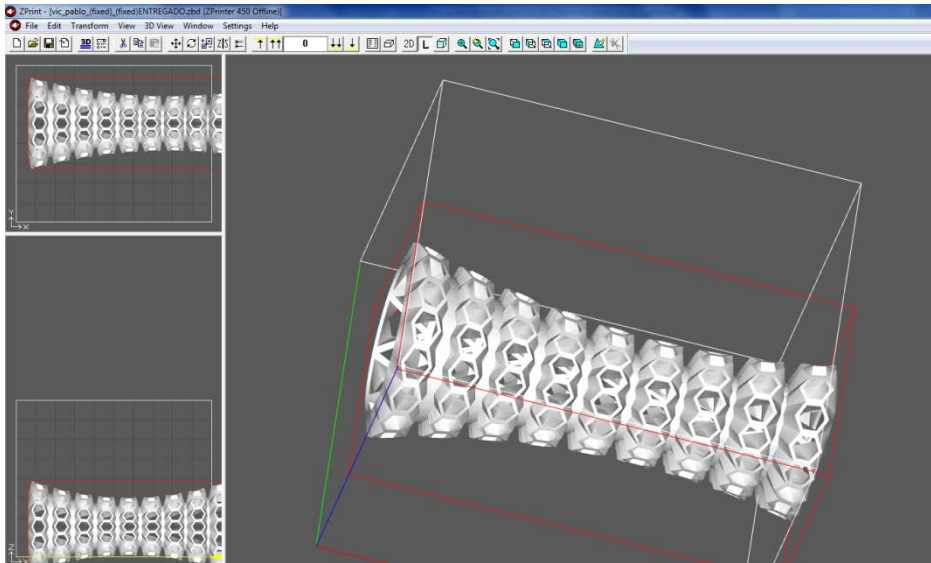 ZPrint - [vic_pablo_(fixed)_(fixed)ENTREGADO.zbd (ZPrinter 450 Offline)]
File Edit Transform View 3D View Window Settings Help
3D 0 2D L
Y
X
Z
X